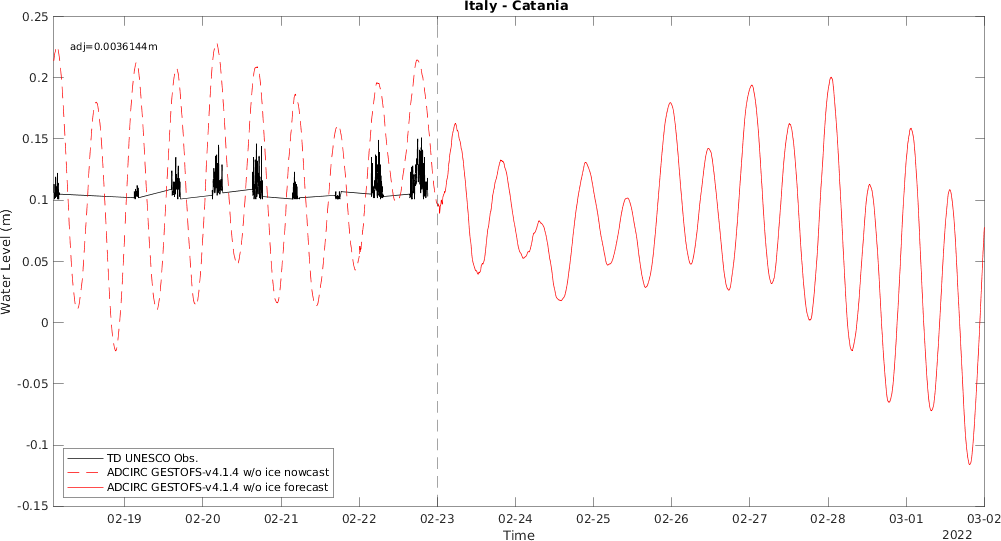 Italy - Catania
0.25
adj=0.0036144m
0.2
0.15
0.1
0.05
0
-0.05
-0.1
-0.15
Water Level (m)
TD UNESCO Obs.
ADCIRC GESTOFS-v4.1.4 w/o ice nowcast
ADCIRC GESTOFS-v4.1.4 w/o ice forecast
02-19 02-20 02-21 02-22 02-23 02-24 02-25 02-26 02-27 02-28 03-01 03-02
Time
2022